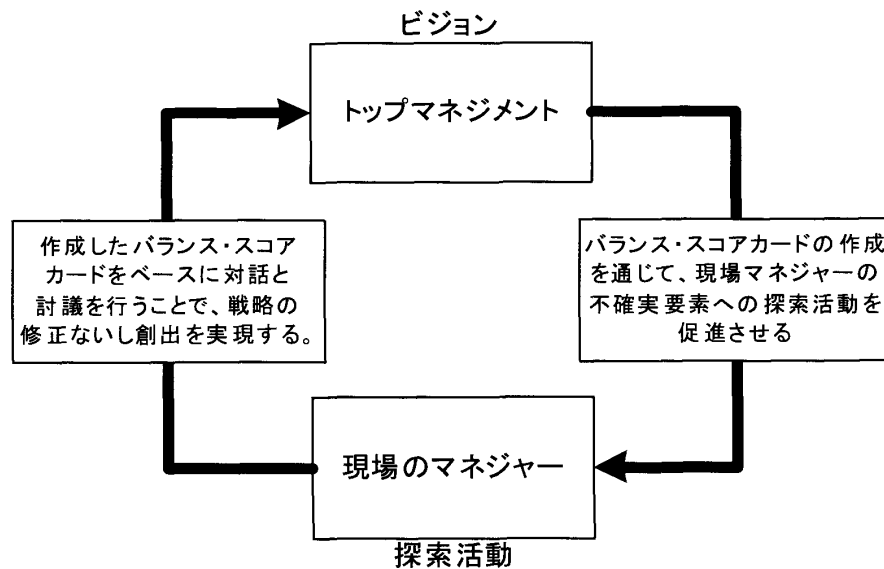 ビジョン
トップマネジメント
作成したバランス・スコア
カードをベースに対話と
討議を行うことで、戦略の
修正ないし創出を実現する。
バランス・スコアカードの作成
を通じて、現場マネジャーの
不確実要素への探索活動を
促進させる
現場のマネジャー
探索活動